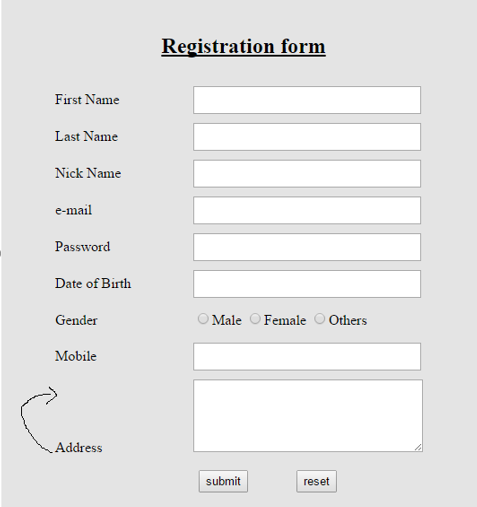 Registration form
First Name
Last Name
Nick Name
e-mail
Password
Date of Birth
Gender Male Female Others
Mobile
Address
submit reset